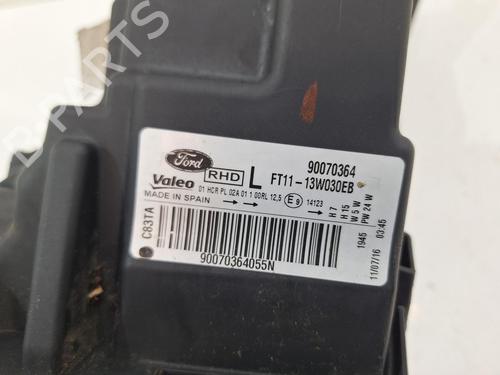 B-PARTS
Ford RHD L 90070364
Valeo FT11-13W030EB
01 HCR PL 02A 01 1 00RL 12,5 E9 14123
MADE IN SPAIN → → →
C83TA
H 7
H 15
W 5 W
PW 24 W
1945
11/07/16 03:45
90070364055N